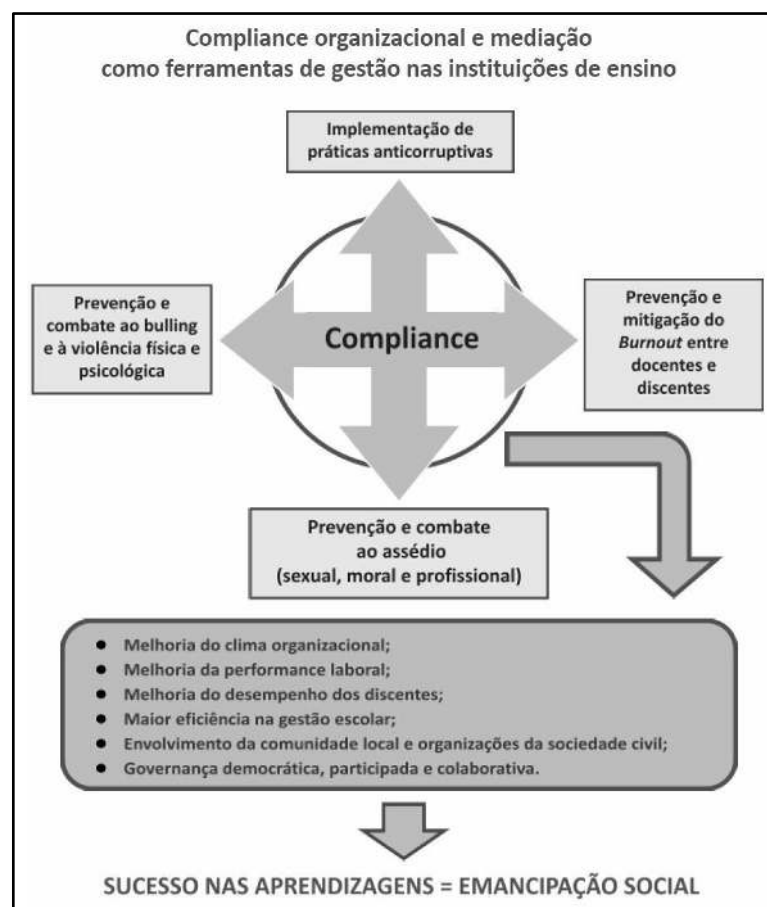 Compliance organizacional e mediação
como ferramentas de gestão nas instituições de ensino
Implementação de
práticas anticorruptivas
Prevenção e
combate ao bulling
e à violência física e
psicológica
Compliance
Prevenção e
mitigação do
Burnout entre
docentes e
discentes
Prevenção e combate
ao assédio
(sexual, moral e profissional)
● Melhoria do clima organizacional;
● Melhoria da performance laboral;
● Melhoria do desempenho dos discentes;
● Maior eficiência na gestão escolar;
● Envolvimento da comunidade local e organizações da sociedade civil;
● Governança democrática, participada e colaborativa.
SUCESSO NAS APRENDIZAGENS = EMANCIPAÇÃO SOCIAL